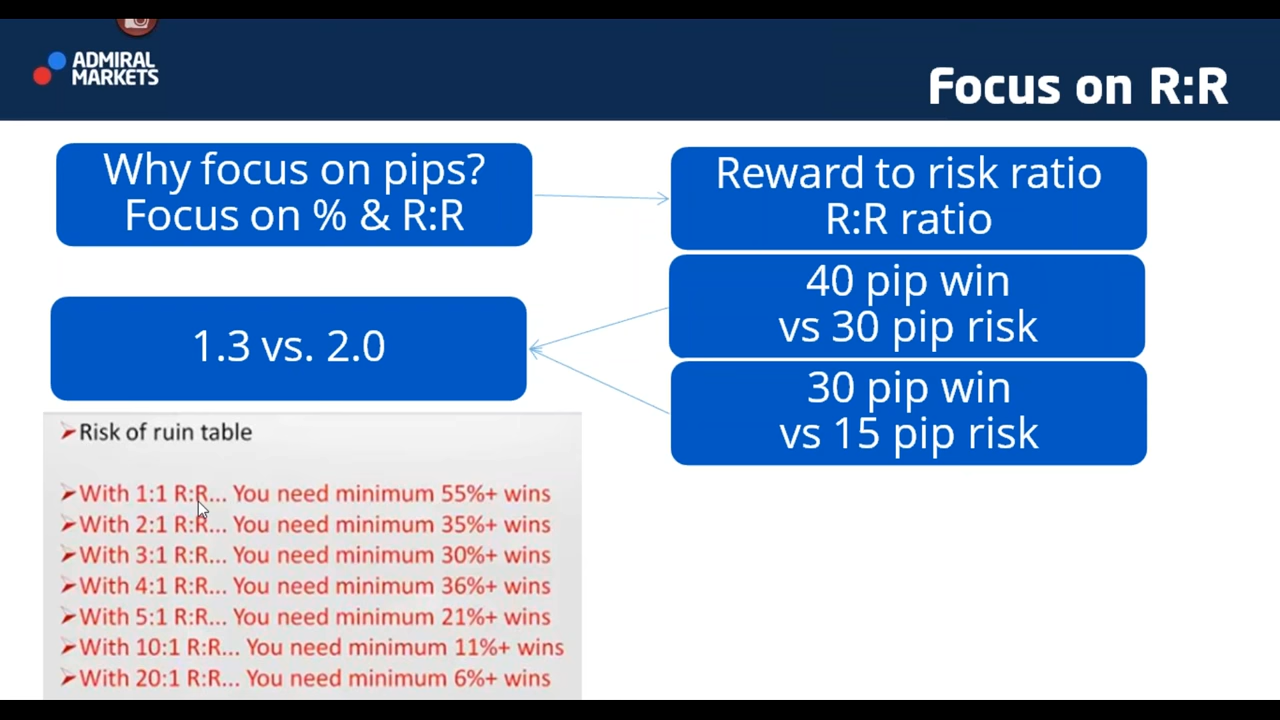 ADMIRAL
MARKETS
Focus on R:R
Why focus on pips?
Focus on % & R:R
Reward to risk ratio
R:R ratio
40 pip win
vs 30 pip risk
1.3 vs. 2.0
30 pip win
vs 15 pip risk
Risk of ruin table
With 1:1 R:R... You need minimum 55%+ wins
With 2:1 R:R... You need minimum 35%+ wins
With 3:1 R:R... You need minimum 30%+ wins
With 4:1 R:R... You need minimum 36%+ wins
With 5:1 R:R... You need minimum 21%+ wins
With 10:1 R:R... You need minimum 11%+ wins
With 20:1 R:R... You need minimum 6%+ wins